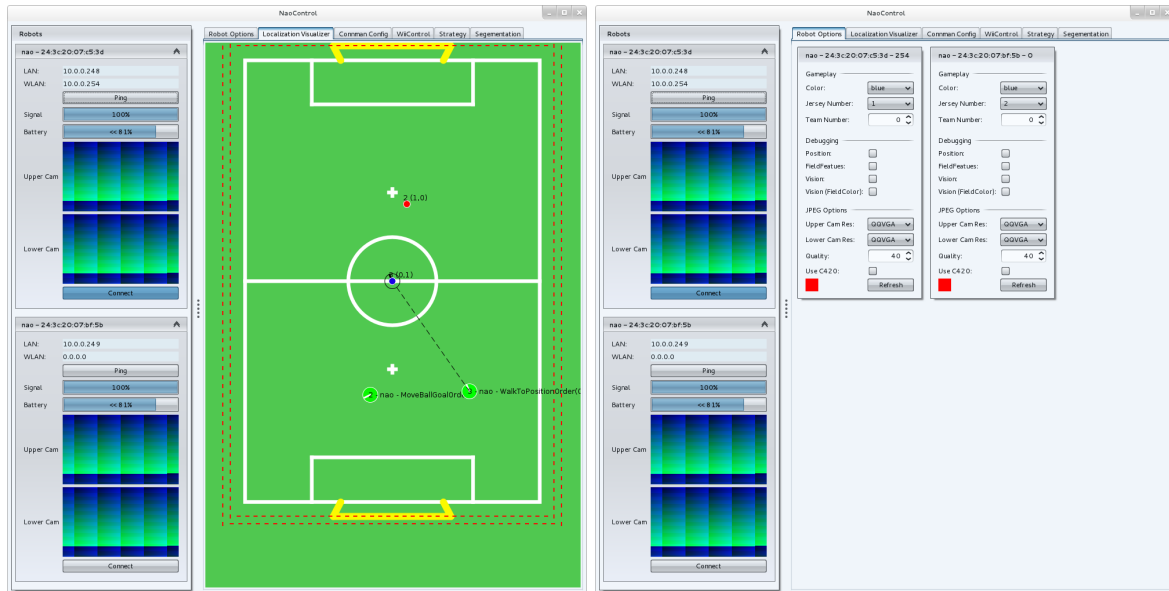 NaoControl
Robots
nao - 24:3c:20:07:c5:3d
LAN: 10.0.0.248
WLAN: 10.0.0.254
Ping
Signal 100%
Battery << 81%
Upper Cam
Lower Cam
Connect
nao - 24:3c:20:07:bf:5b
LAN: 10.0.0.249
WLAN: 0.0.0.0
Ping
Signal 100%
Battery << 81%
Upper Cam
Lower Cam
Connect
Robot Options Localization Visualizer Connman Config WiiControl Strategy Segementation
2 (1,0)
(0,1)
2 nao - MoveBallGoalOrd
3 nao - WalkToPositionOrder(
NaoControl
Robots
nao - 24:3c:20:07:c5:3d
LAN: 10.0.0.248
WLAN: 10.0.0.254
Ping
Signal 100%
Battery << 81%
Upper Cam
Lower Cam
Connect
nao - 24:3c:20:07:bf:5b
LAN: 10.0.0.249
WLAN: 0.0.0.0
Ping
Signal 100%
Battery << 81%
Upper Cam
Lower Cam
Connect
Robot Options Localization Visualizer Connman Config WiiControl Strategy Segementation
nao - 24:3c:20:07:c5:3d - 254
Gameplay
Color: blue
Jersey Number: 1
Team Number: 0
Debugging
Position:
FieldFeatues:
Vision:
Vision (FieldColor):
JPEG Options
Upper Cam Res: QQVGA
Lower Cam Res: QQVGA
Quality: 40
Use C420:
Refresh
nao - 24:3c:20:07:bf:5b - 0
Gameplay
Color: blue
Jersey Number: 2
Team Number: 0
Debugging
Position:
FieldFeatues:
Vision:
Vision (FieldColor):
JPEG Options
Upper Cam Res: QQVGA
Lower Cam Res: QQVGA
Quality: 40
Use C420:
Refresh